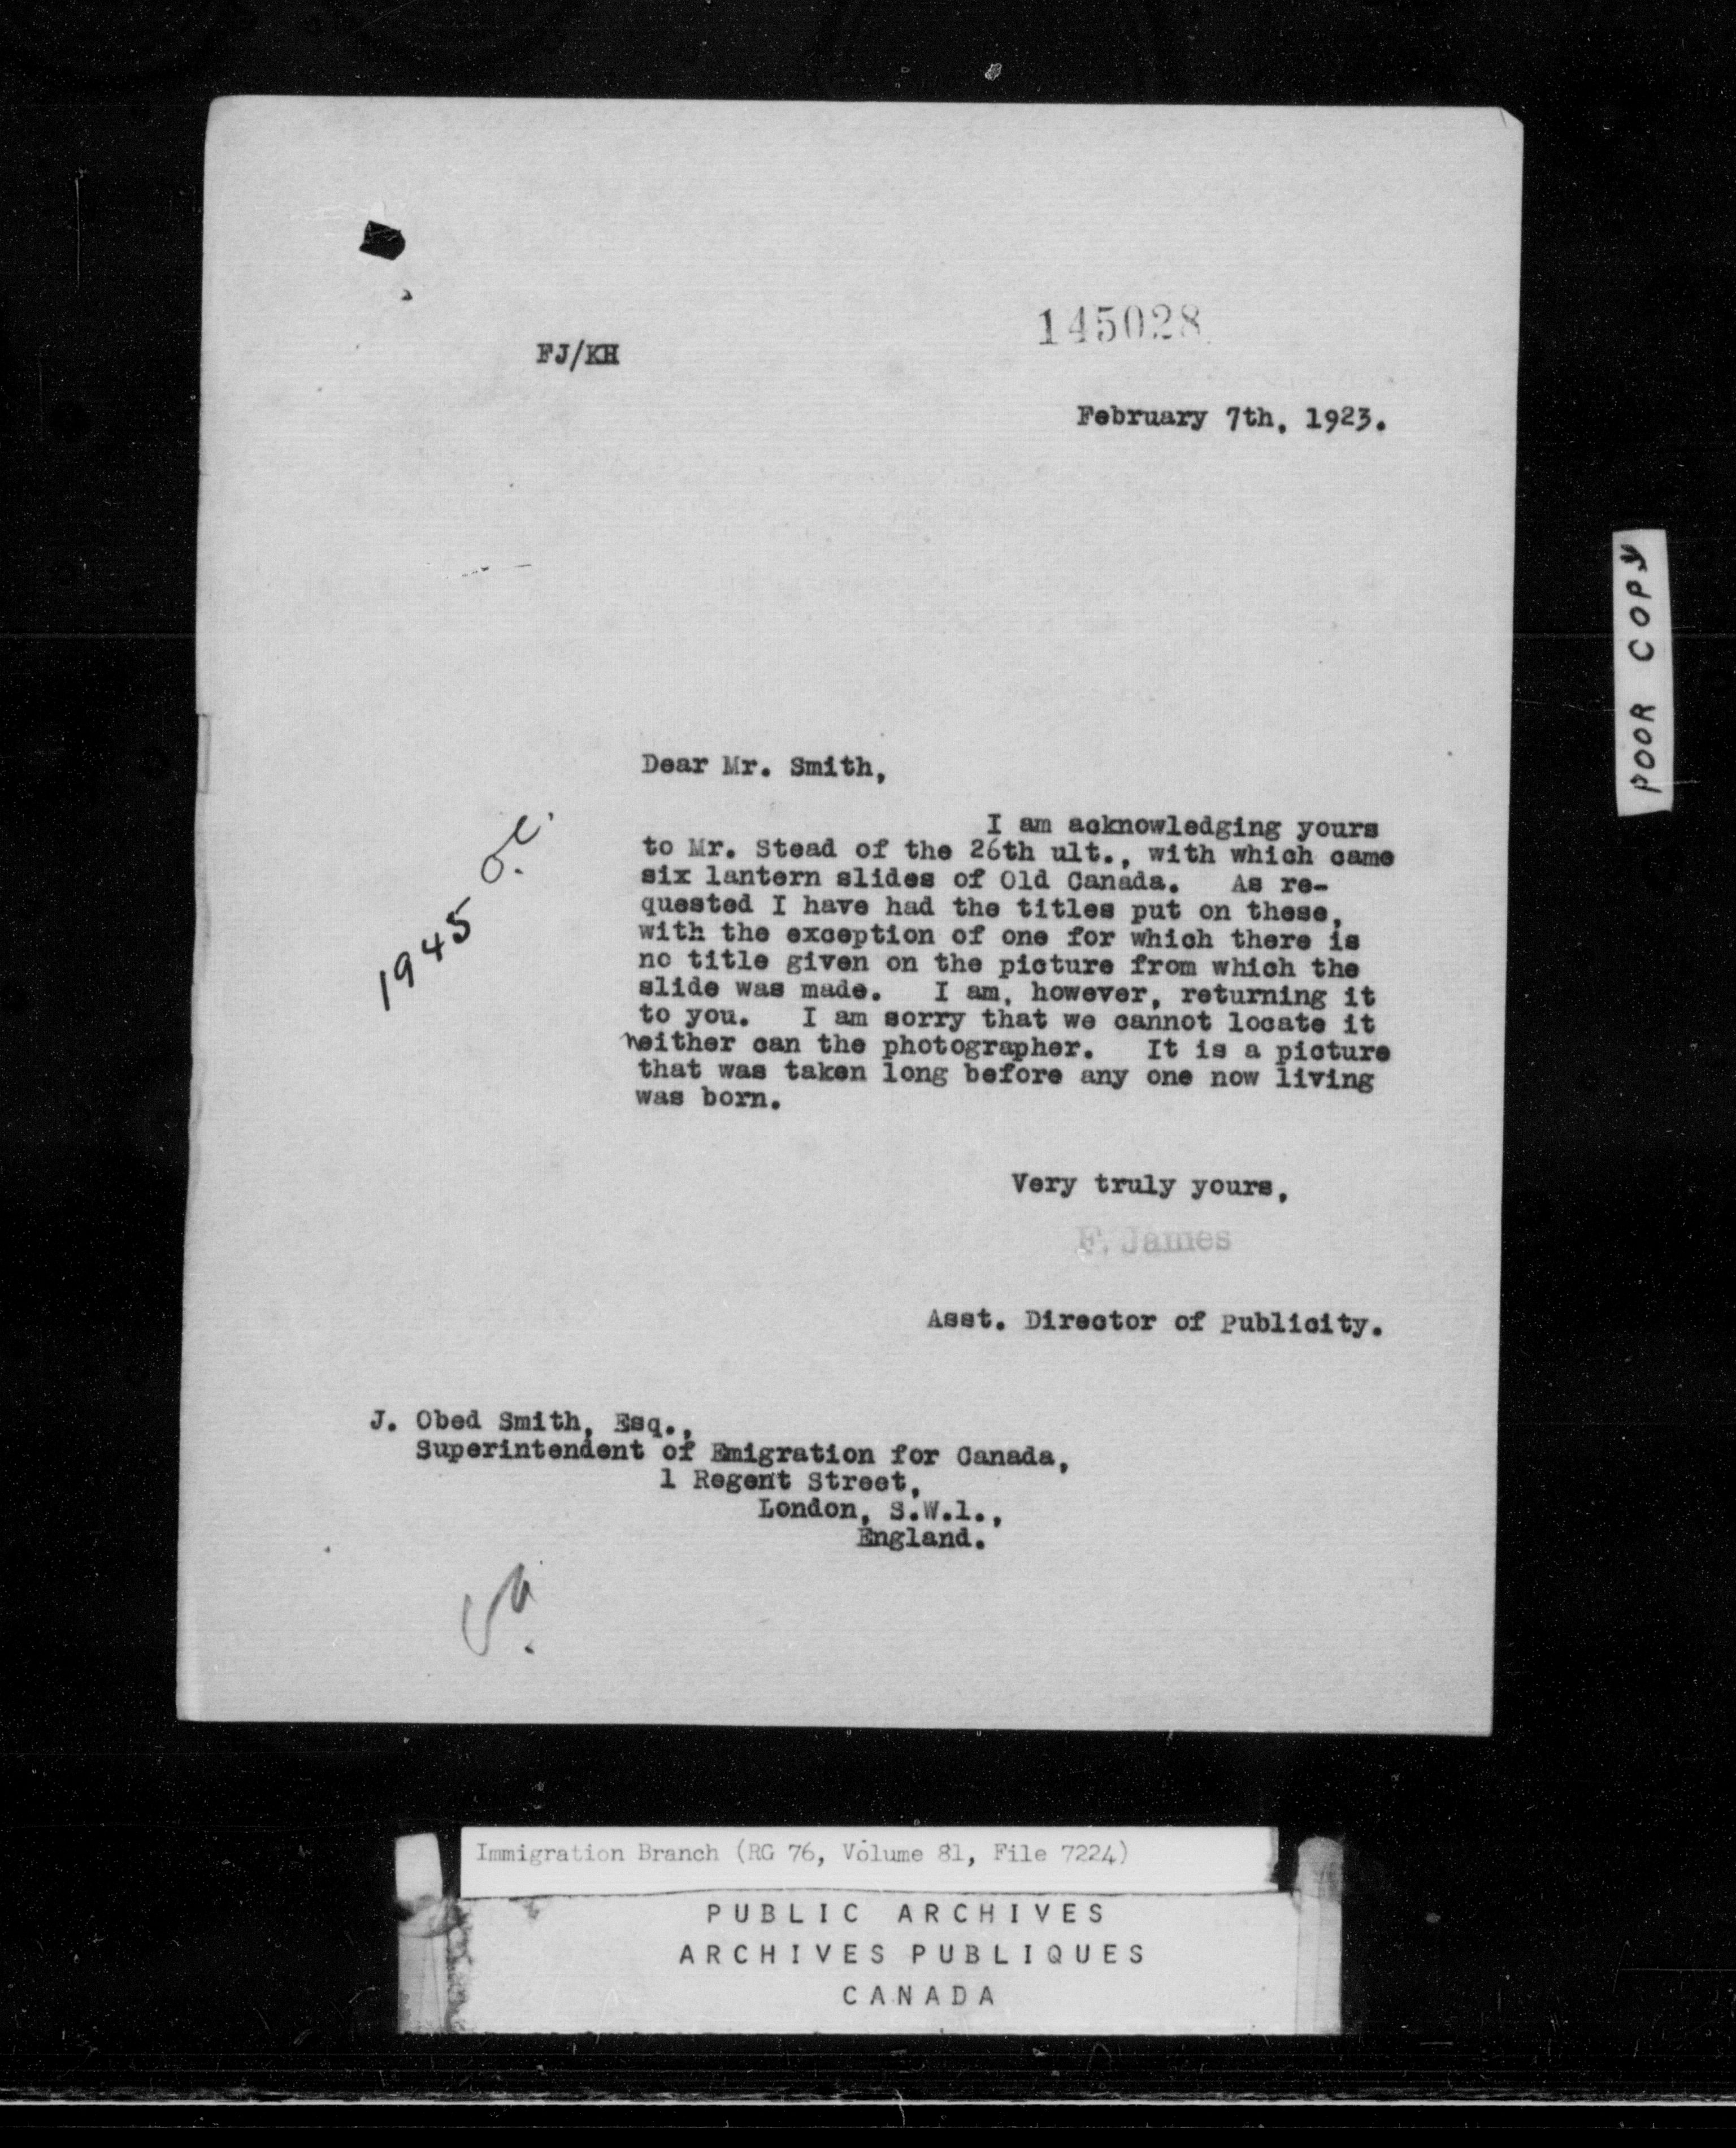 145028
FJ/KH
February 7th, 1923.
Dear Mr. Smith,
I am acknowledging yours
to Mr. Stead of the 26th ult., with which came
six lantern slides of Old Canada. As re-
quested I have had the titles put on these,
with the exception of one for which there is
no title given on the picture from which the
slide was made. I am, however, returning it
to you. I am sorry that we cannot locate it
neither can the photographer. It is a picture
that was taken long before any one now living
was born.
1945
Very truly yours,
F. James
Asst. Director of Publicity.
J. Obed Smith, Esq.,
Superintendent of Emigration for Canada,
1 Regent Street,
London, S.W.1.,
England.
POOR COPY
Immigration Branch (RG 76, Volume 81, File 7224)
PUBLIC ARCHIVES
ARCHIVES PUBLIQUES
CANADA